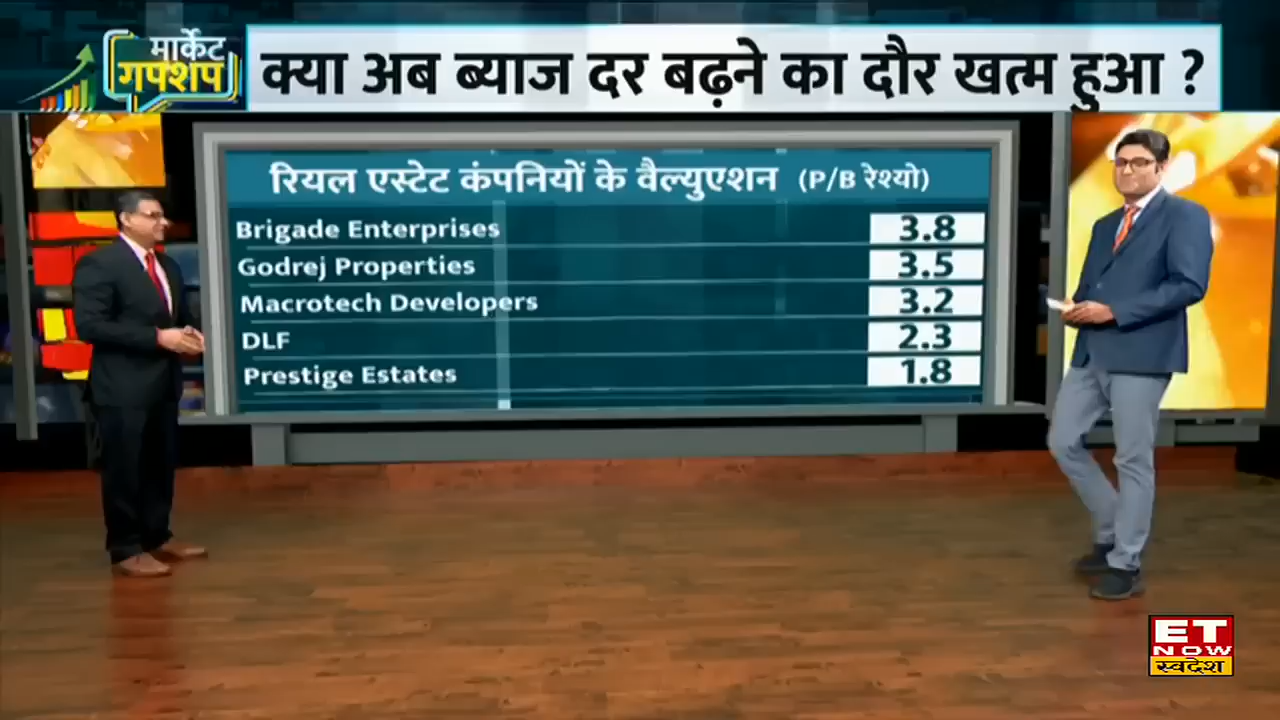 मार्केट
गपशप
क्या अब ब्याज दर बढ़ने का दौर खत्म हुआ ?
रियल एस्टेट कंपनियों के वैल्युएशन (P/B रेश्यो)
Brigade Enterprises 3.8
Godrej Properties 3.5
Macrotech Developers 3.2
DLF 2.3
Prestige Estates 1.8
ET
NOW
स्वदेश